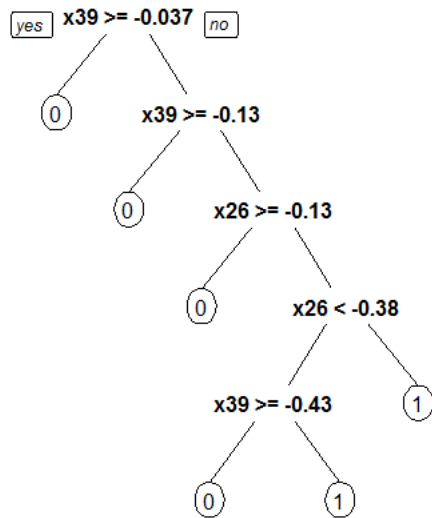 yes x39 >= -0.037 no
0
x39 >= -0.13
0
x26 >= -0.13
0
x26 < -0.38
x39 >= -0.43
1
0 1